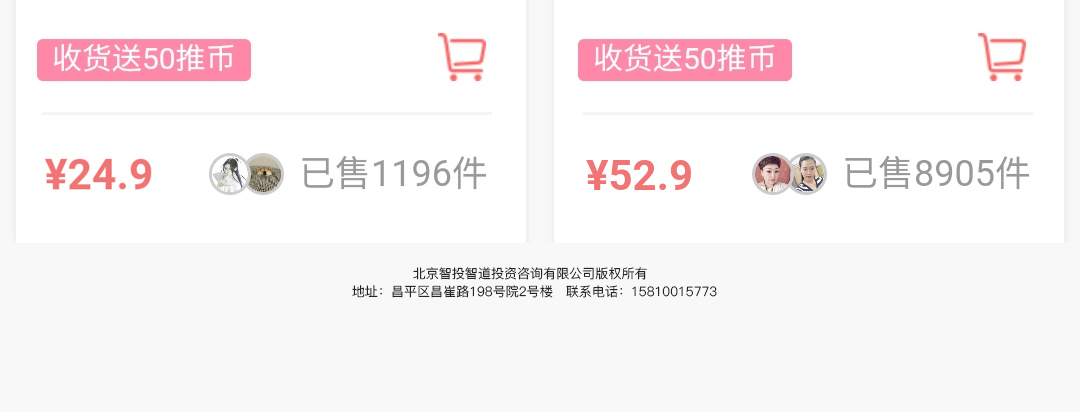 收货送50推币
收货送50推币
¥24.9 已售1196件
¥52.9 已售8905件
北京智投智道投资咨询有限公司版权所有
地址：昌平区昌崔路198号院2号楼 联系电话：15810015773